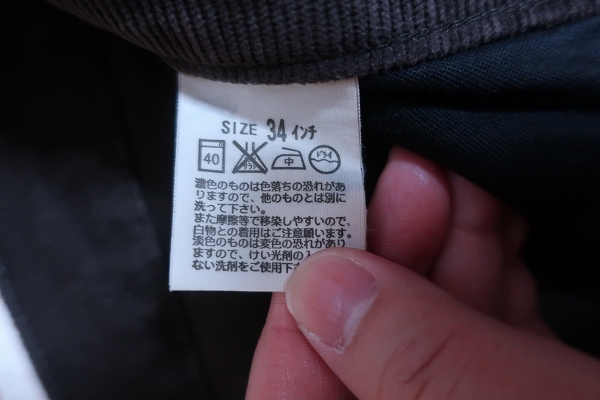 SIZE 34 インチ
40 中 ドライ
濃色のものは色落ちの恐れがあ
りますので、他のものとは別に
洗って下さい。
また摩擦等で移染しやすいので、
白物との着用はご注意願います。
淡色のものは変色の恐れがあり
ますので、けい光剤の
ない洗剤をご使用下